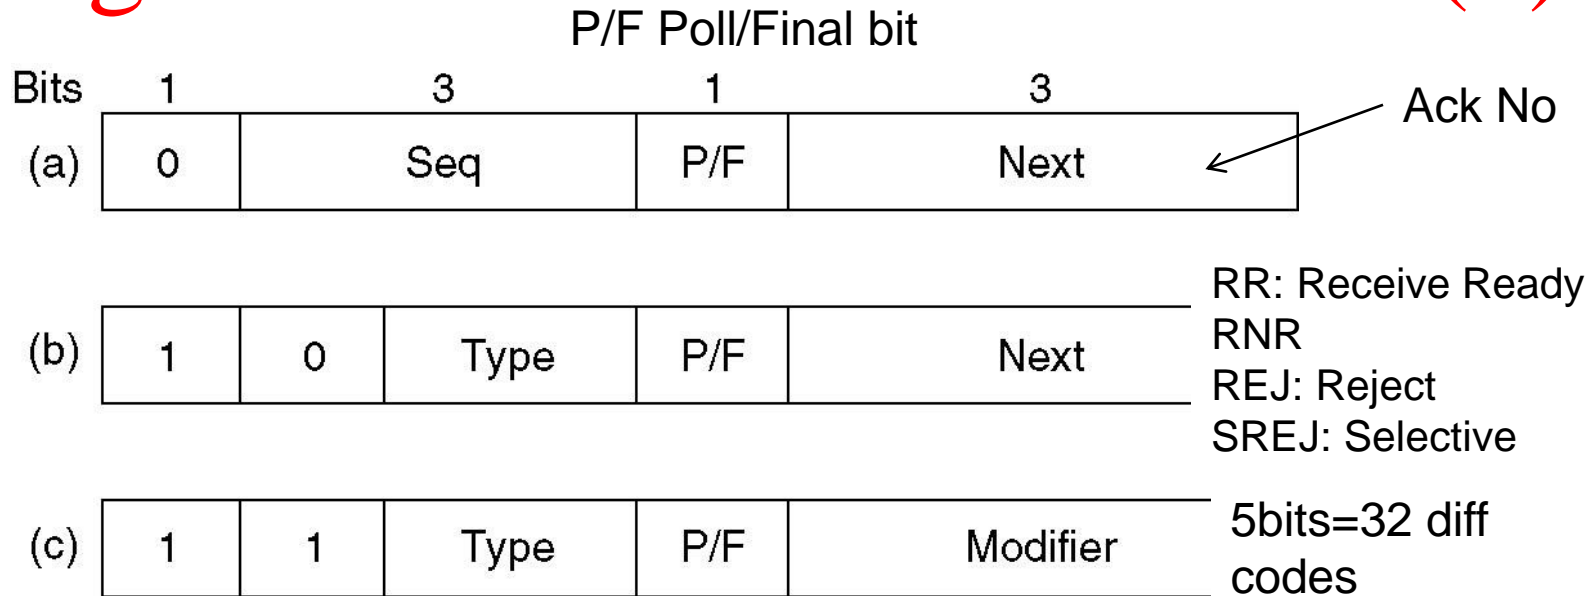 P/F Poll/Final bit
Bits 1 3 1 3
Ack No
(a) 0 Seq P/F Next
RR: Receive Ready
(b) 1 0 Type P/F Next
RNR
REJ: Reject
SREJ: Selective
(c) 1 1 Type P/F Modifier
5bits=32 diff
codes